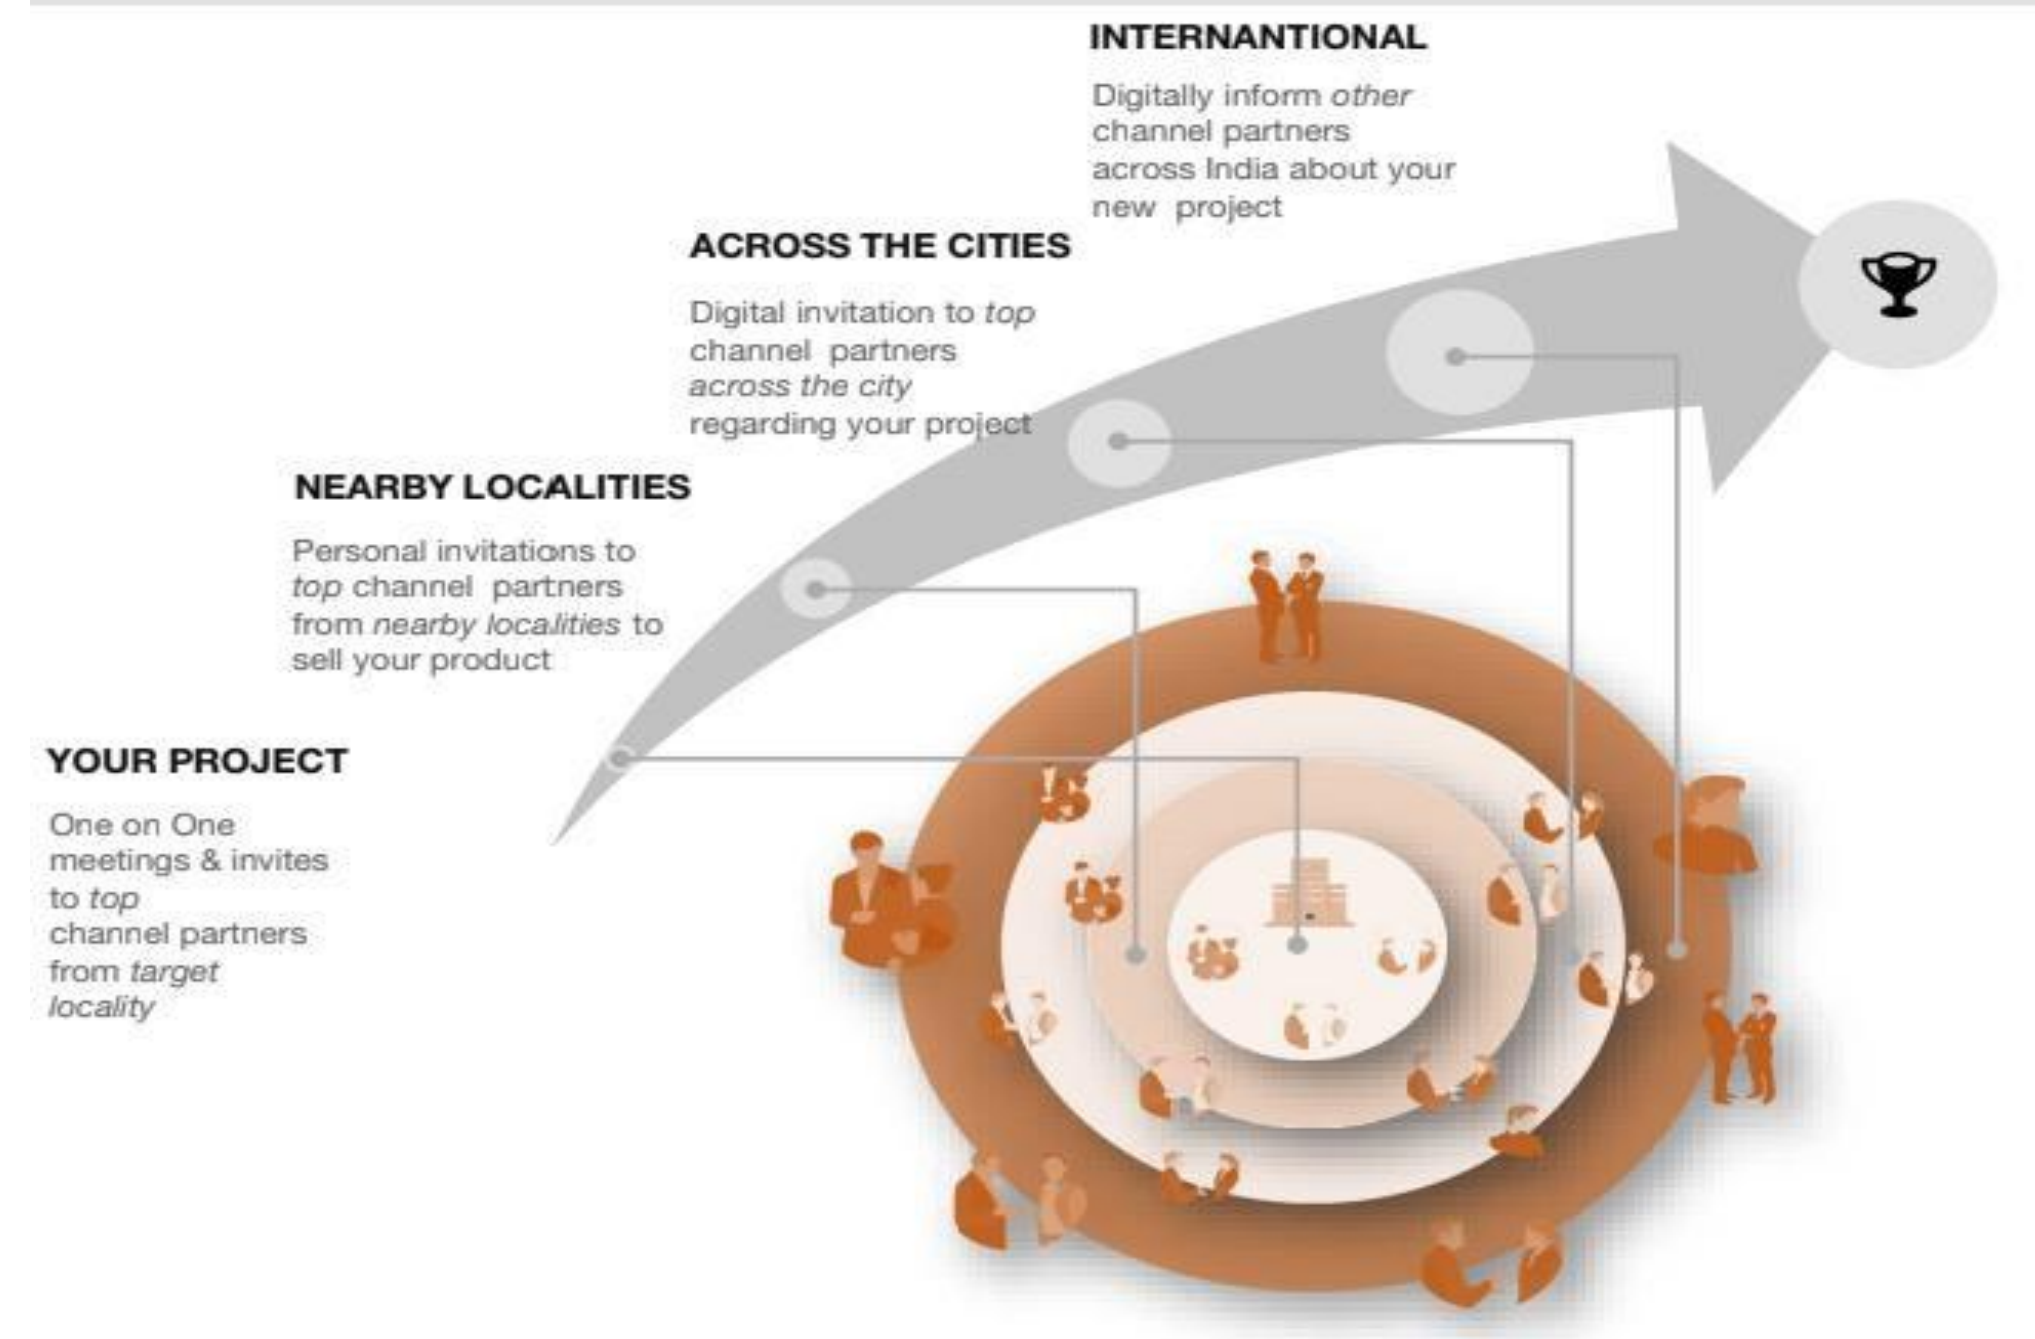 INTERNANTIONAL
Digitally inform other
channel partners
across India about your
new project
ACROSS THE CITIES
Digital invitation to top
channel partners
across the city
regarding your project
NEARBY LOCALITIES
Personal invitations to
top channel partners
from nearby localities to
sell your product
YOUR PROJECT
One on One
meetings & invites
to top
channel partners
from target
locality